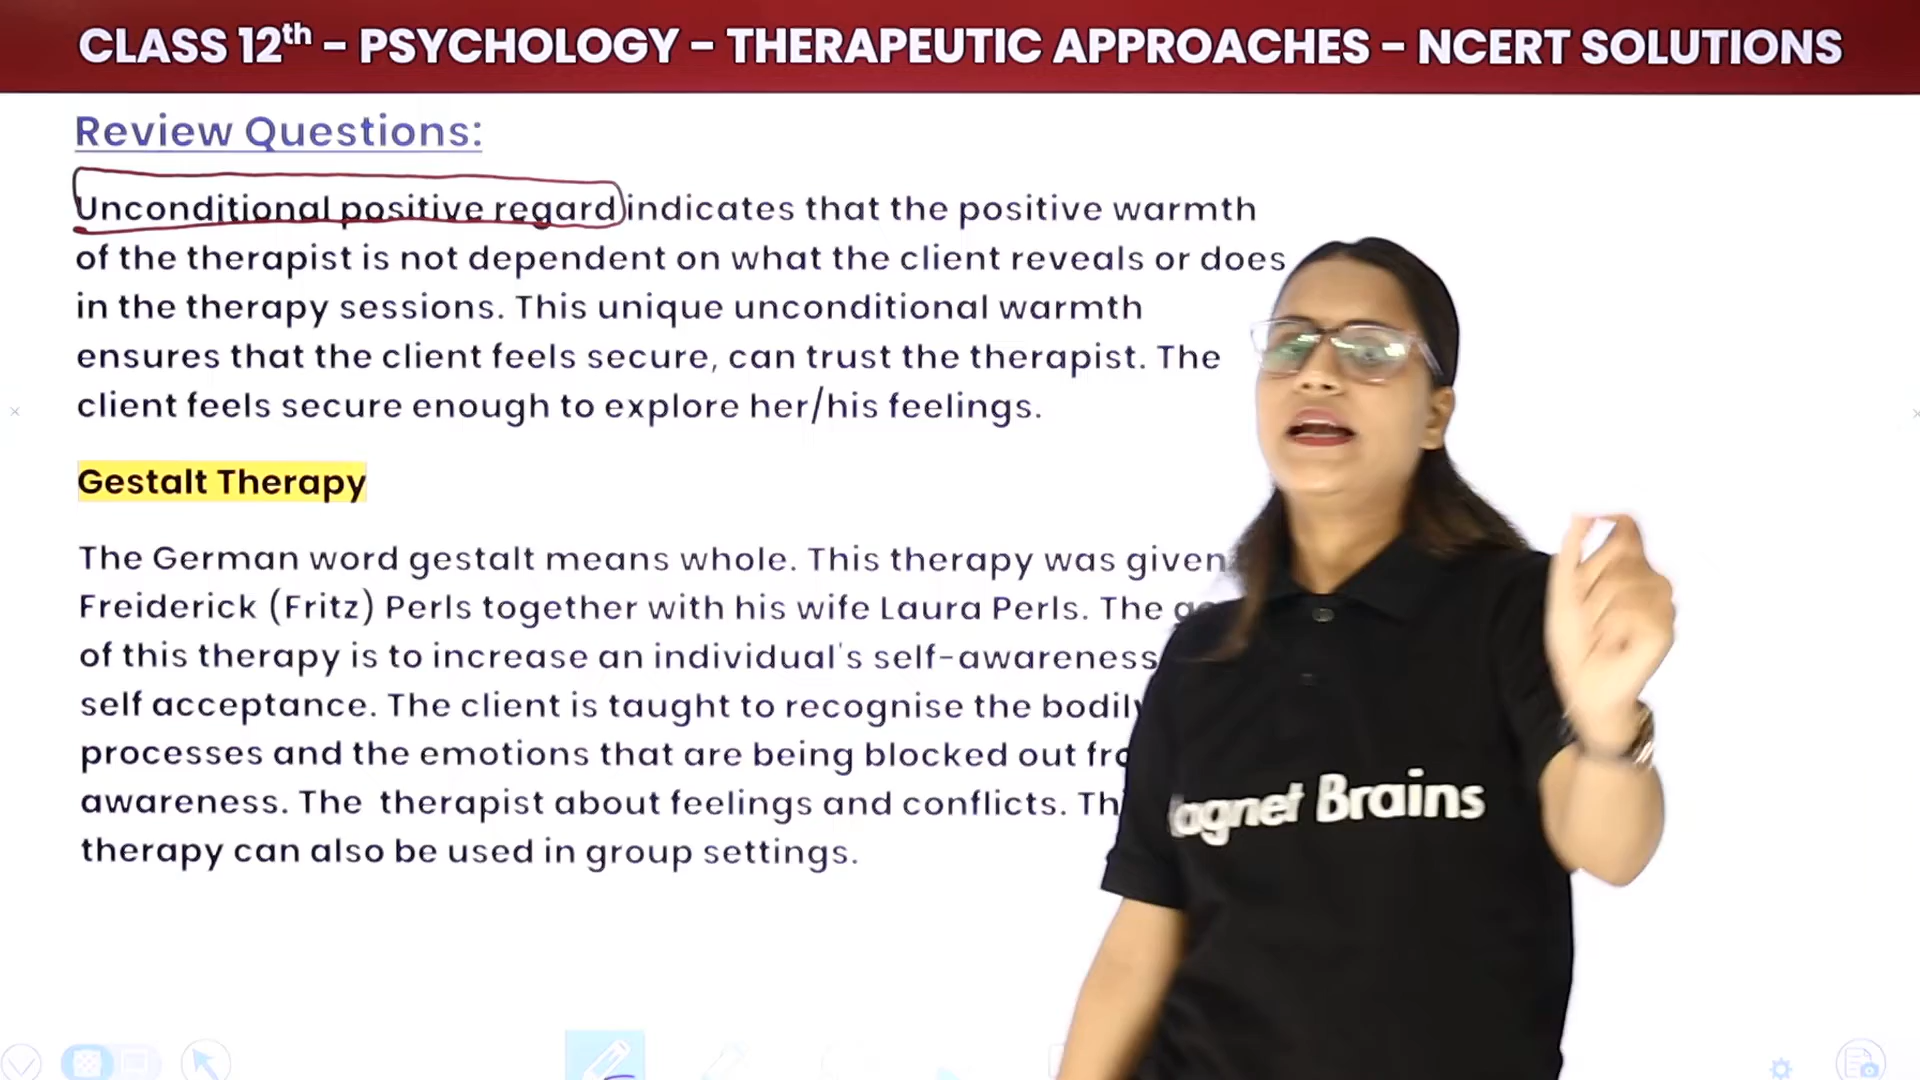 CLASS 12th – PSYCHOLOGY – THERAPEUTIC APPROACHES – NCERT SOLUTIONS
Review Questions:
Unconditional positive regard indicates that the positive warmth
of the therapist is not dependent on what the client reveals or does
in the therapy sessions. This unique unconditional warmth
ensures that the client feels secure, can trust the therapist. The
client feels secure enough to explore her/his feelings.
Gestalt Therapy
The German word gestalt means whole. This therapy was given
Freiderick (Fritz) Perls together with his wife Laura Perls. The
of this therapy is to increase an individual's self-awareness
self acceptance. The client is taught to recognise the bodily
processes and the emotions that are being blocked out
awareness. The therapist about feelings and conflicts.
therapy can also be used in group settings.
agnet Brains